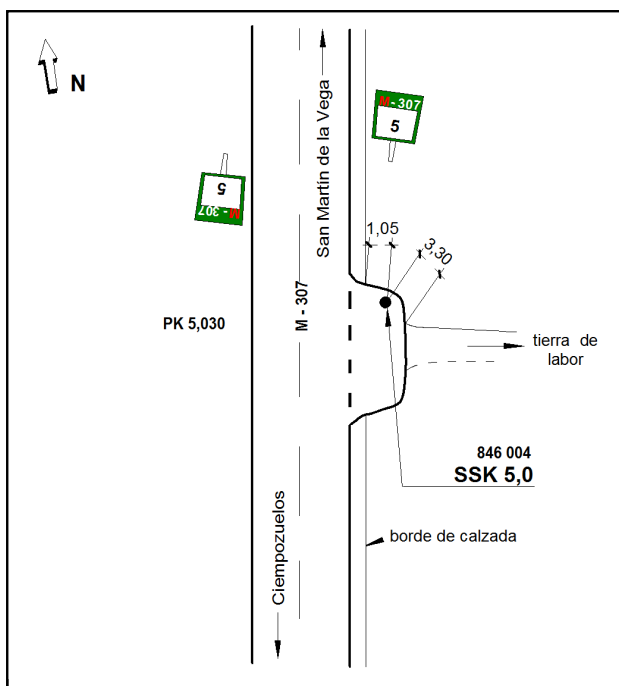 N
San Martín de la Vega
M-307
5
5
M-307
1,05
3,30
PK 5,030
M - 307
tierra de
labor
846 004
SSK 5,0
borde de calzada
Ciempozuelos